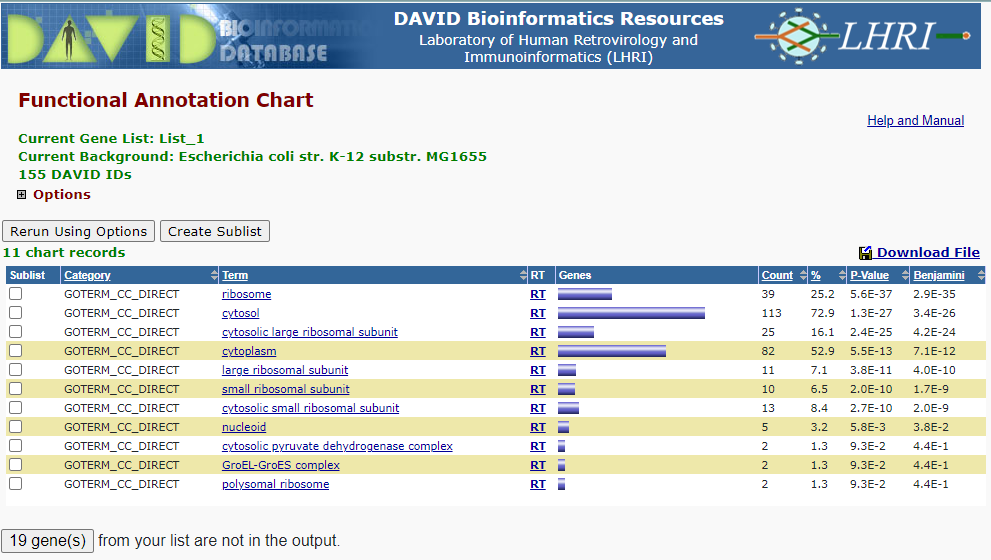 DAVID BIOINFORMATICS DATABASE
DAVID Bioinformatics Resources
Laboratory of Human Retrovirology and
Immunoinformatics (LHRI)
LHRI
Functional Annotation Chart
Help and Manual
Current Gene List: List_1
Current Background: Escherichia coli str. K-12 substr. MG1655
155 DAVID IDs
Options
Rerun Using Options Create Sublist
11 chart records
Download File
Sublist Category Term RT Genes Count % P-Value Benjamini
GOTERM_CC_DIRECT ribosome RT 39 25.2 5.6E-37 2.9E-35
GOTERM_CC_DIRECT cytosol RT 113 72.9 1.3E-27 3.4E-26
GOTERM_CC_DIRECT cytosolic large ribosomal subunit RT 25 16.1 2.4E-25 4.2E-24
GOTERM_CC_DIRECT cytoplasm RT 82 52.9 5.5E-13 7.1E-12
GOTERM_CC_DIRECT large ribosomal subunit RT 11 7.1 3.8E-11 4.0E-10
GOTERM_CC_DIRECT small ribosomal subunit RT 10 6.5 2.0E-10 1.7E-9
GOTERM_CC_DIRECT cytosolic small ribosomal subunit RT 13 8.4 2.7E-10 2.0E-9
GOTERM_CC_DIRECT nucleoid RT 5 3.2 5.8E-3 3.8E-2
GOTERM_CC_DIRECT cytosolic pyruvate dehydrogenase complex RT 2 1.3 9.3E-2 4.4E-1
GOTERM_CC_DIRECT GroEL-GroES complex RT 2 1.3 9.3E-2 4.4E-1
GOTERM_CC_DIRECT polysomal ribosome RT 2 1.3 9.3E-2 4.4E-1
19 gene(s) from your list are not in the output.